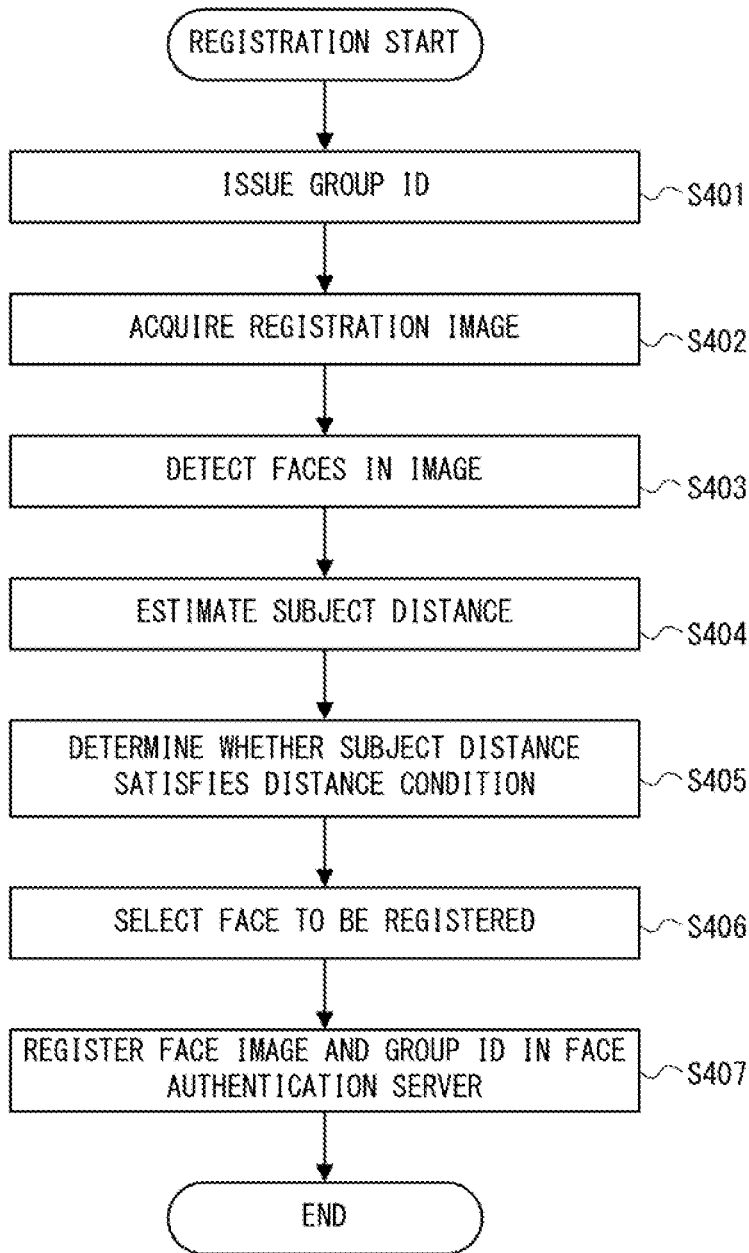 REGISTRATION START
ISSUE GROUP ID
S401
ACQUIRE REGISTRATION IMAGE
S402
DETECT FACES IN IMAGE
S403
ESTIMATE SUBJECT DISTANCE
S404
DETERMINE WHETHER SUBJECT DISTANCE
SATISFIES DISTANCE CONDITION
S405
SELECT FACE TO BE REGISTERED
S406
REGISTER FACE IMAGE AND GROUP ID IN FACE
AUTHENTICATION SERVER
S407
END